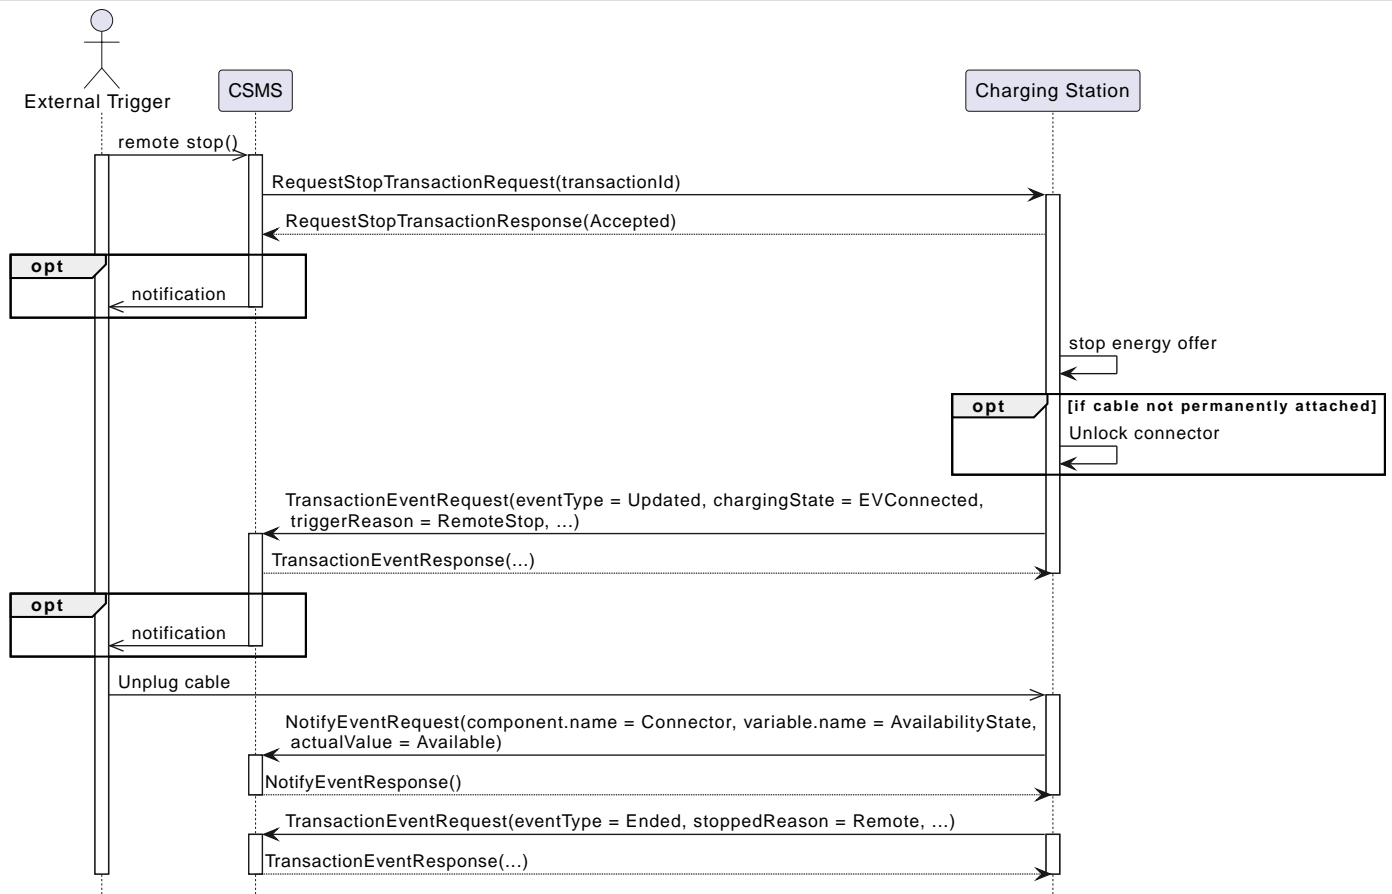 External Trigger
CSMS
Charging Station
remote stop()
RequestStopTransactionRequest(transactionId)
RequestStopTransactionResponse(Accepted)
opt
notification
stop energy offer
opt
[if cable not permanently attached]
Unlock connector
TransactionEventRequest(eventType = Updated, chargingState = EVConnected,
triggerReason = RemoteStop, ...)
TransactionEventResponse(...)
opt
notification
Unplug cable
NotifyEventRequest(component.name = Connector, variable.name = AvailabilityState,
actualValue = Available)
NotifyEventResponse()
TransactionEventRequest(eventType = Ended, stoppedReason = Remote, ...)
TransactionEventResponse(...)